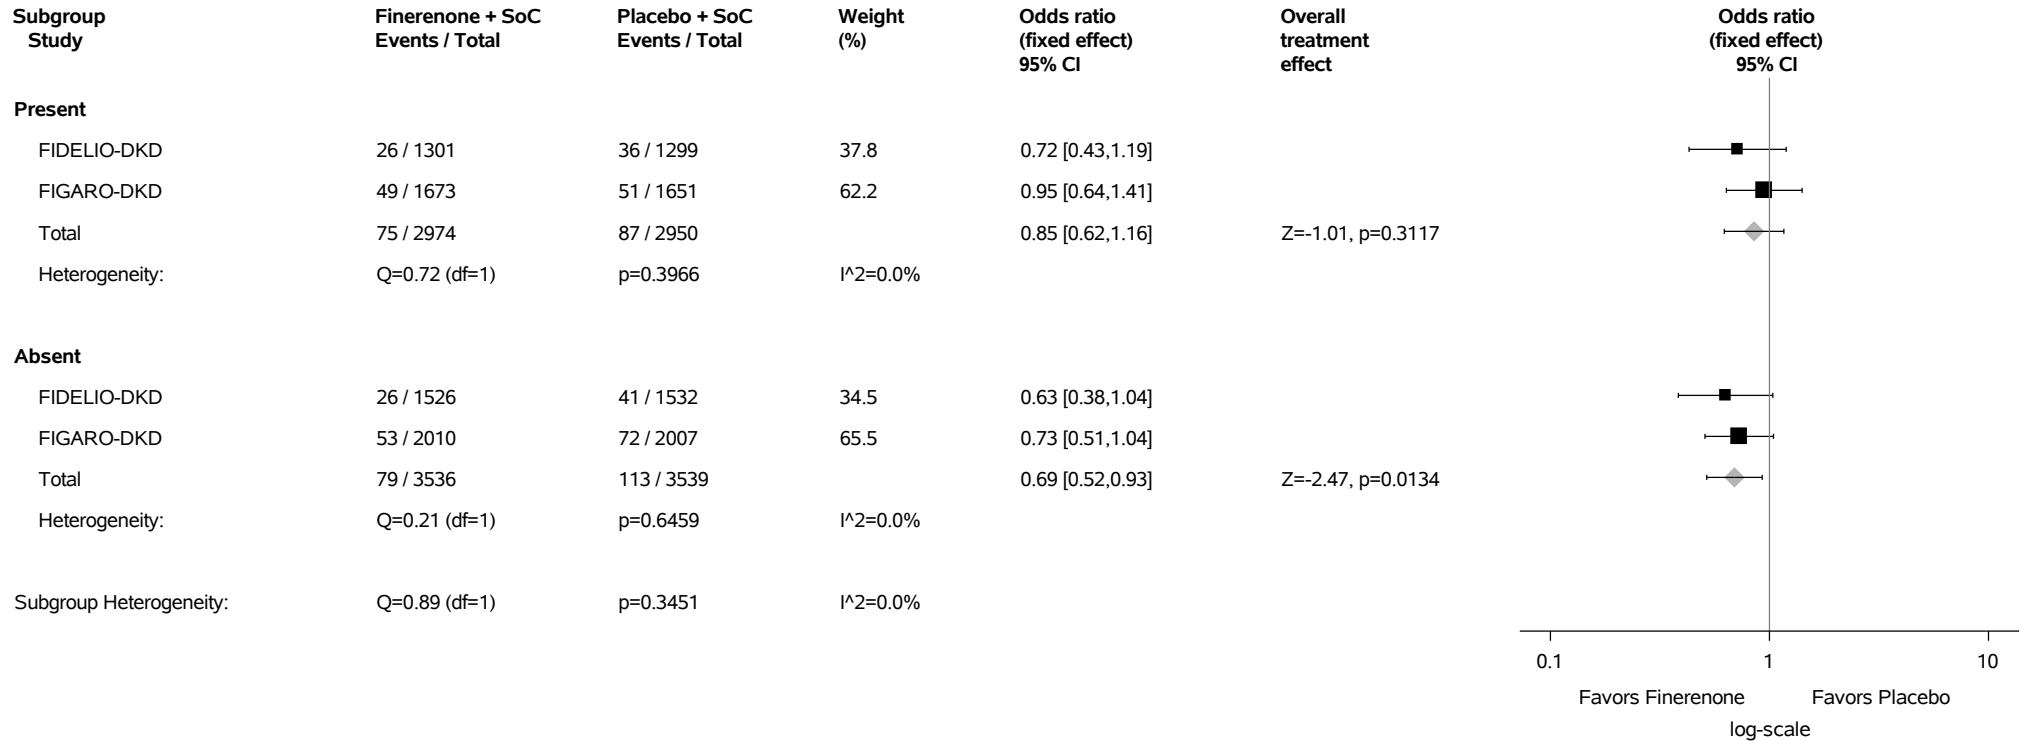 Subgroup Finerenone + SoC Placebo + SoC Weight Odds ratio Overall Odds ratio
Study Events / Total Events / Total (%) (fixed effect) treatment (fixed effect)
95% CI effect 95% CI
Present
FIDELIO-DKD 26 / 1301 36 / 1299 37.8 0.72 [0.43,1.19]
FIGARO-DKD 49 / 1673 51 / 1651 62.2 0.95 [0.64,1.41]
Total 75 / 2974 87 / 2950 0.85 [0.62,1.16] Z=-1.01, p=0.3117
Heterogeneity: Q=0.72 (df=1) p=0.3966 I^2=0.0%
Absent
FIDELIO-DKD 26 / 1526 41 / 1532 34.5 0.63 [0.38,1.04]
FIGARO-DKD 53 / 2010 72 / 2007 65.5 0.73 [0.51,1.04]
Total 79 / 3536 113 / 3539 0.69 [0.52,0.93] Z=-2.47, p=0.0134
Heterogeneity: Q=0.21 (df=1) p=0.6459 I^2=0.0%
Subgroup Heterogeneity: Q=0.89 (df=1) p=0.3451 I^2=0.0%
0.1 1 10
Favors Finerenone Favors Placebo
log-scale